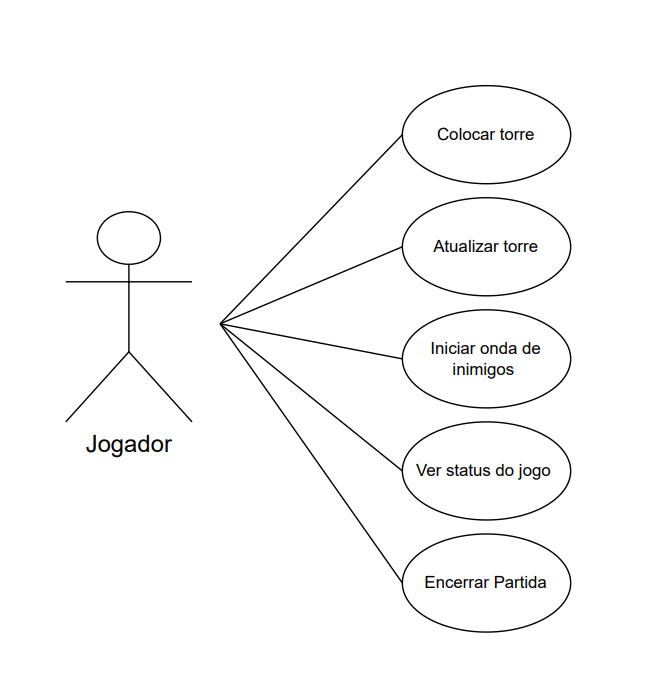 Colocar torre
Atualizar torre
Iniciar onda de
inimigos
Jogador
Ver status do jogo
Encerrar Partida